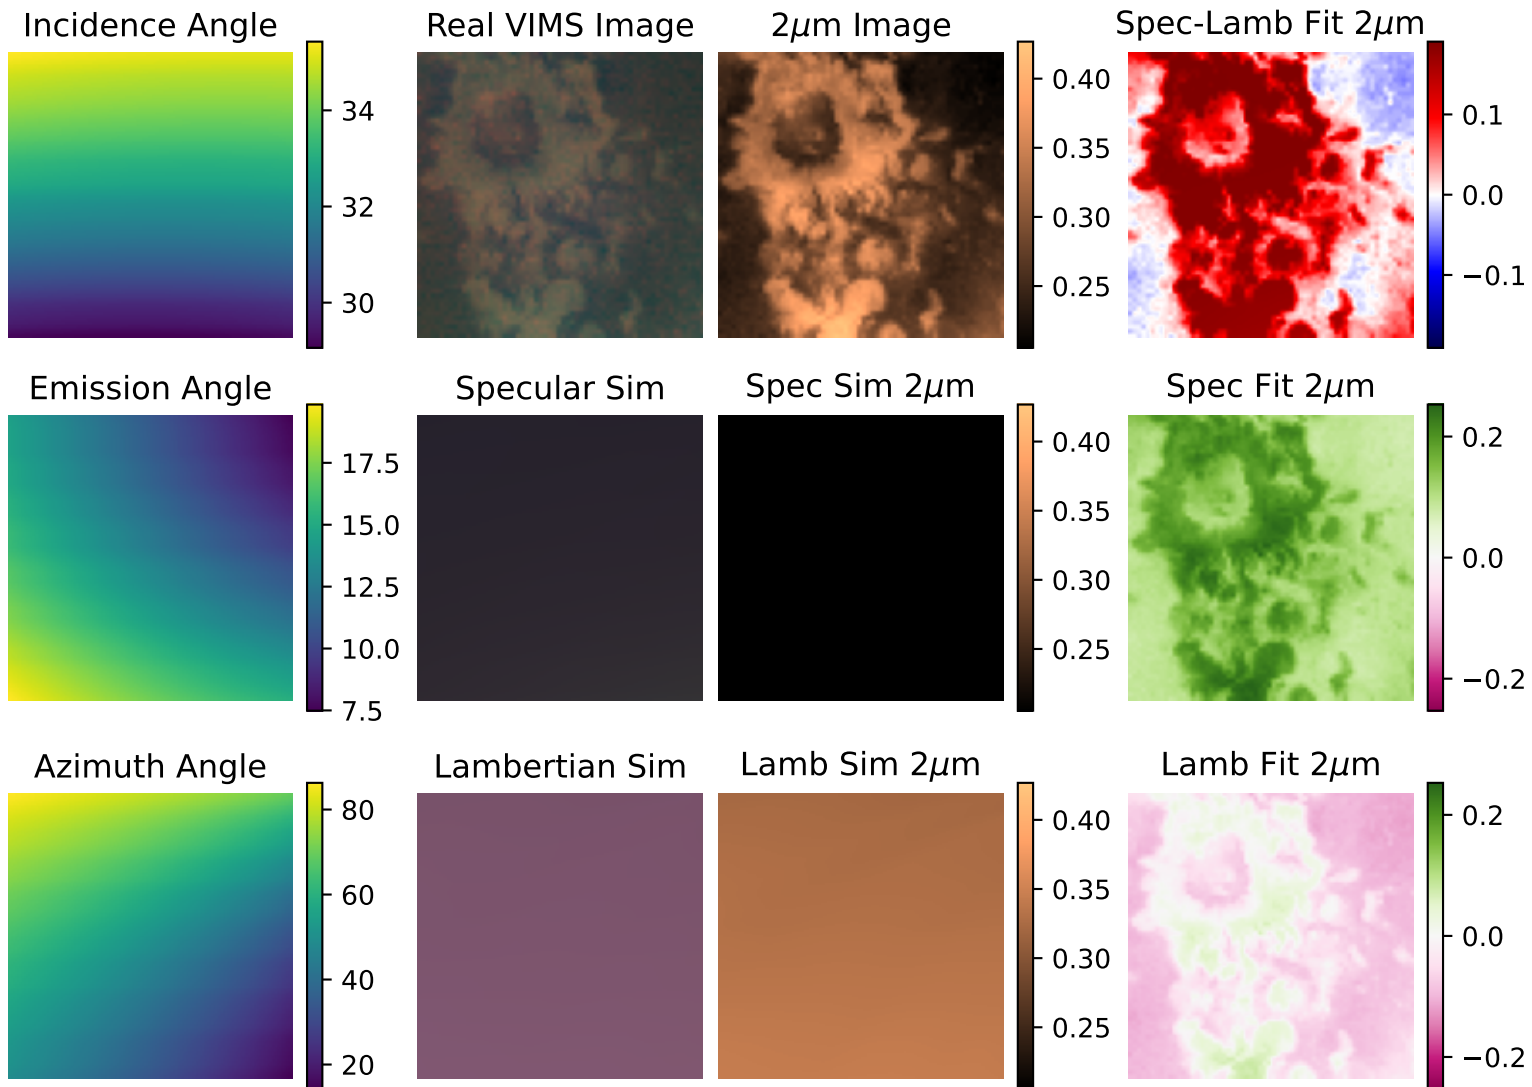 Incidence Angle
34
32
30
Real VIMS Image
2μm Image
0.40
0.35
0.30
0.25
Spec-Lamb Fit 2μm
0.1
0.0
−0.1
Emission Angle
17.5
15.0
12.5
10.0
7.5
Specular Sim
Spec Sim 2μm
0.40
0.35
0.30
0.25
Spec Fit 2μm
0.2
0.0
−0.2
Azimuth Angle
80
60
40
20
Lambertian Sim
Lamb Sim 2μm
0.40
0.35
0.30
0.25
Lamb Fit 2μm
0.2
0.0
−0.2